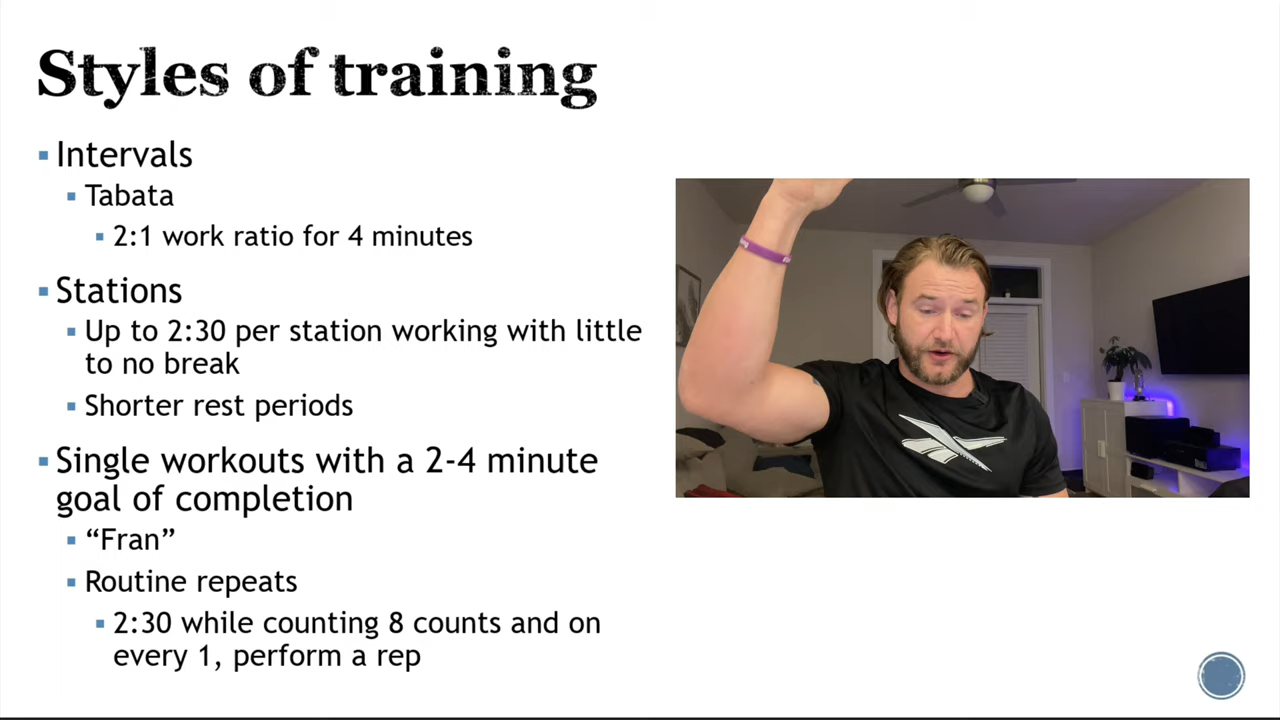 Styles of training
Intervals
Tabata
2:1 work ratio for 4 minutes
Stations
Up to 2:30 per station working with little
to no break
Shorter rest periods
Single workouts with a 2-4 minute
goal of completion
“Fran”
Routine repeats
2:30 while counting 8 counts and on
every 1, perform a rep